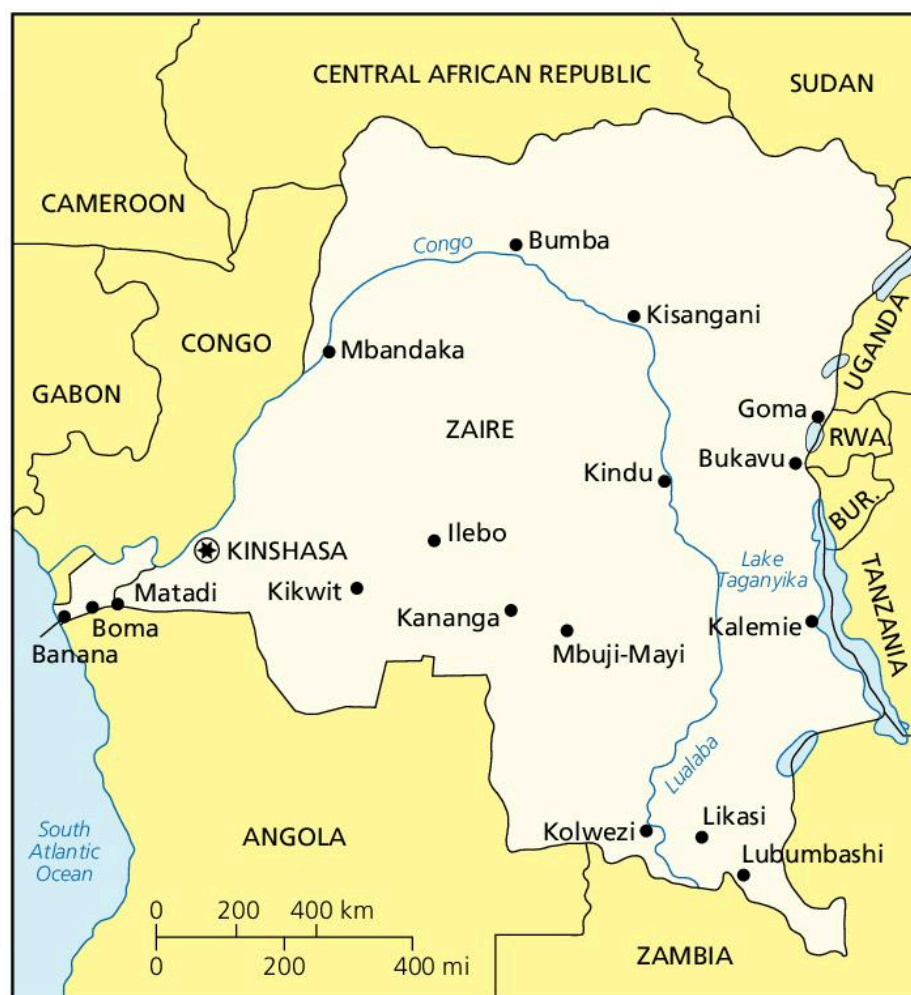 CENTRAL AFRICAN REPUBLIC
SUDAN
CAMEROON
Congo
Bumba
Kisangani
CONGO
Mbandaka
UGANDA
GABON
Goma
ZAIRE
RWA.
Bukavu
Kindu
BUR.
Ilebo
KINSHASA
Lake
Taganyika
TANZANIA
Matadi
Kikwit
Kananga
Kalemie
Boma
Banana
Mbuji-Mayi
Lualaba
South
Atlantic
Ocean
ANGOLA
Kolwezi
Likasi
Lubumbashi
0 200 400 km
0 200 400 mi
ZAMBIA